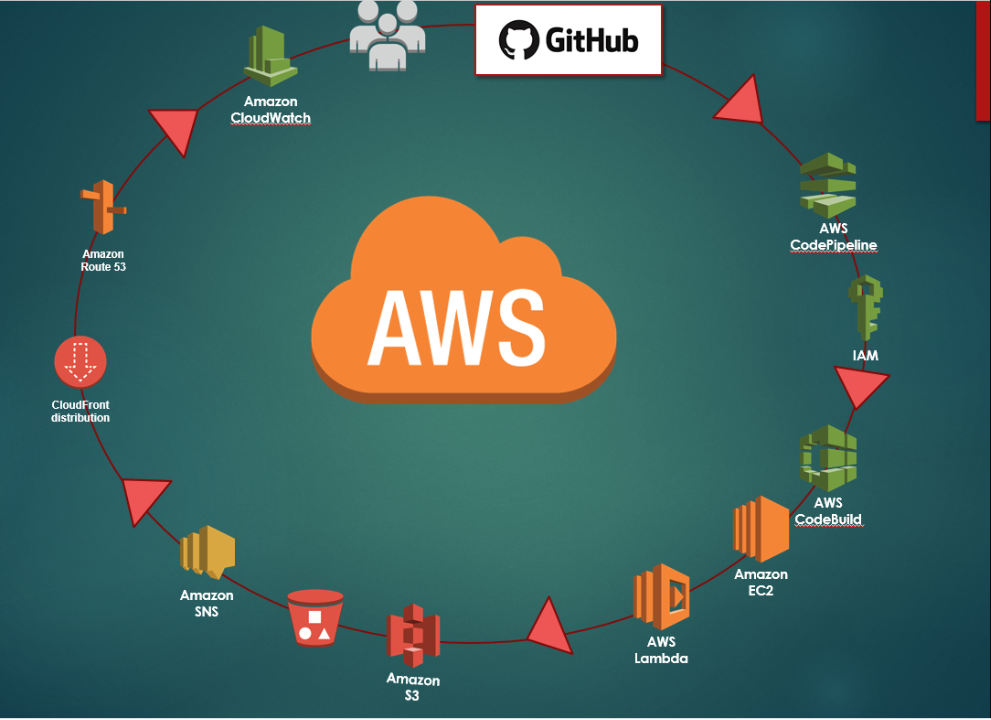 GitHub
Amazon
CloudWatch
AWS
CodePipeline
Amazon
Route 53
AWS
IAM
CloudFront
distribution
AWS
CodeBuild
Amazon
EC2
Amazon
SNS
AWS
Lambda
Amazon
S3